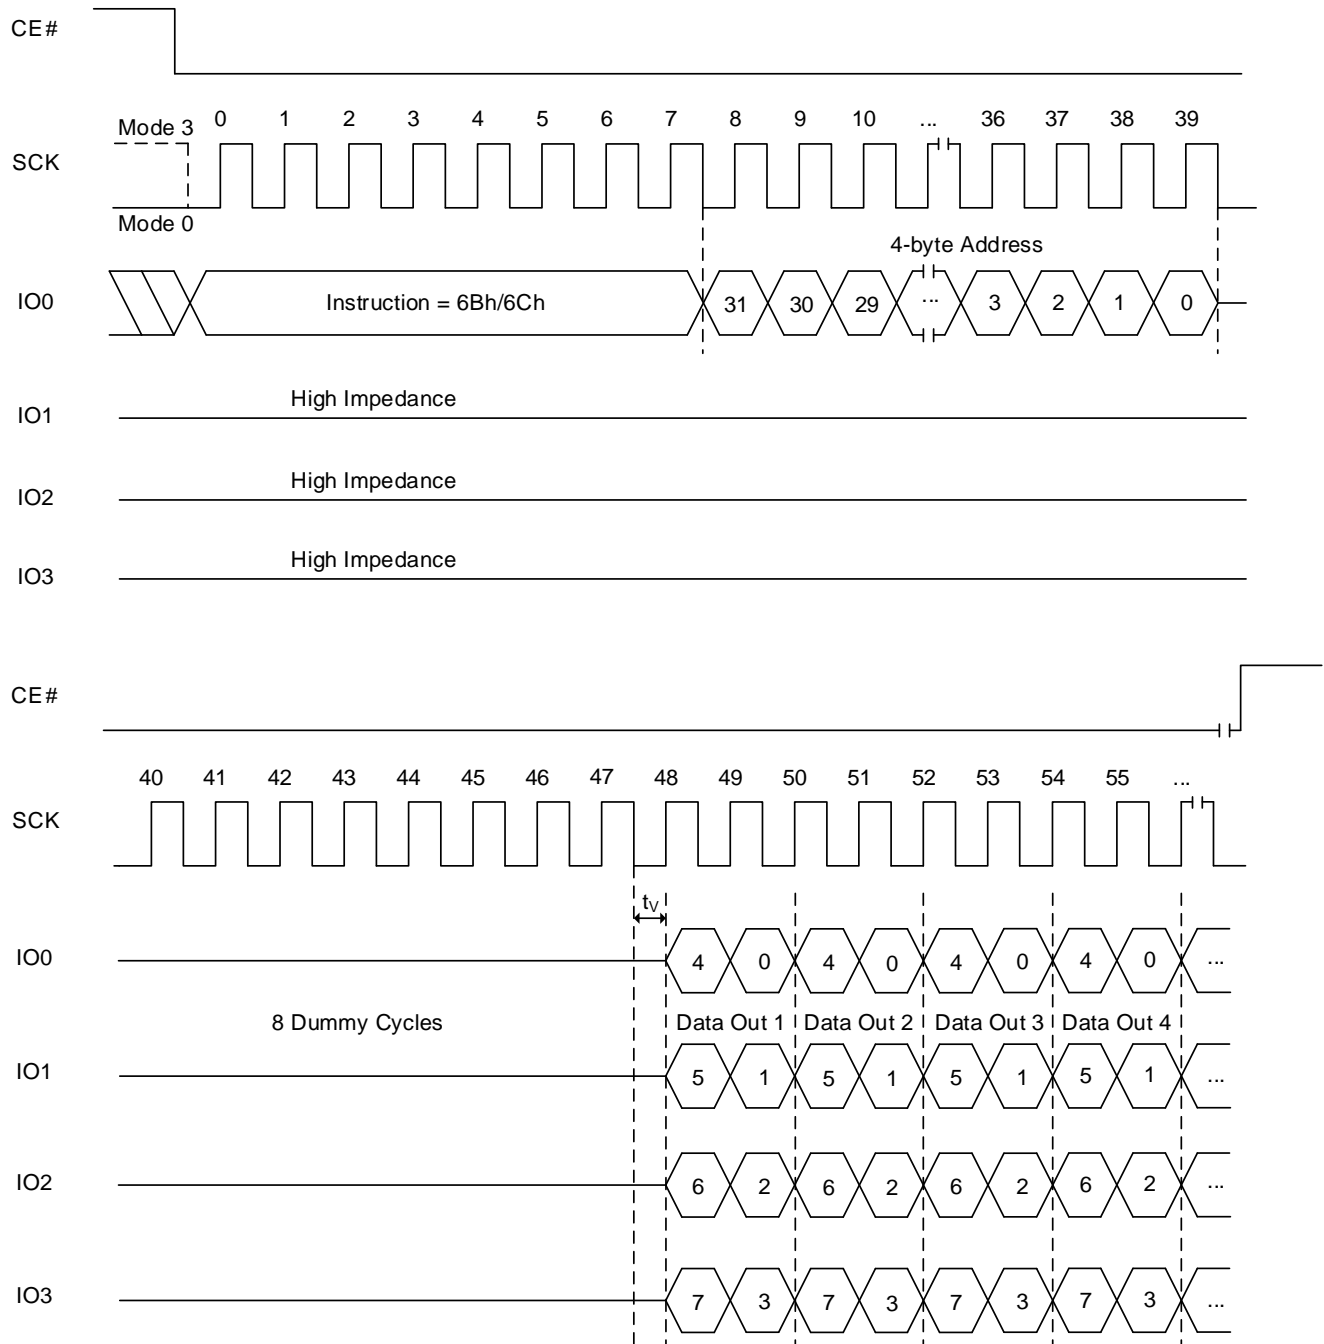 CE#
Mode 3 0 1 2 3 4 5 6 7 8 9 10 ... 36 37 38 39
SCK
Mode 0
4-byte Address
IO0 Instruction = 6Bh/6Ch 31 30 29 ... 3 2 1 0
High Impedance
IO1
High Impedance
IO2
High Impedance
IO3
CE#
40 41 42 43 44 45 46 47 48 49 50 51 52 53 54 55 ...
SCK
tV
IO0 4 0 4 0 4 0 4 0 ...
8 Dummy Cycles Data Out 1 Data Out 2 Data Out 3 Data Out 4
IO1 5 1 5 1 5 1 5 1 ...
IO2 6 2 6 2 6 2 6 2 ...
IO3 7 3 7 3 7 3 7 3 ...